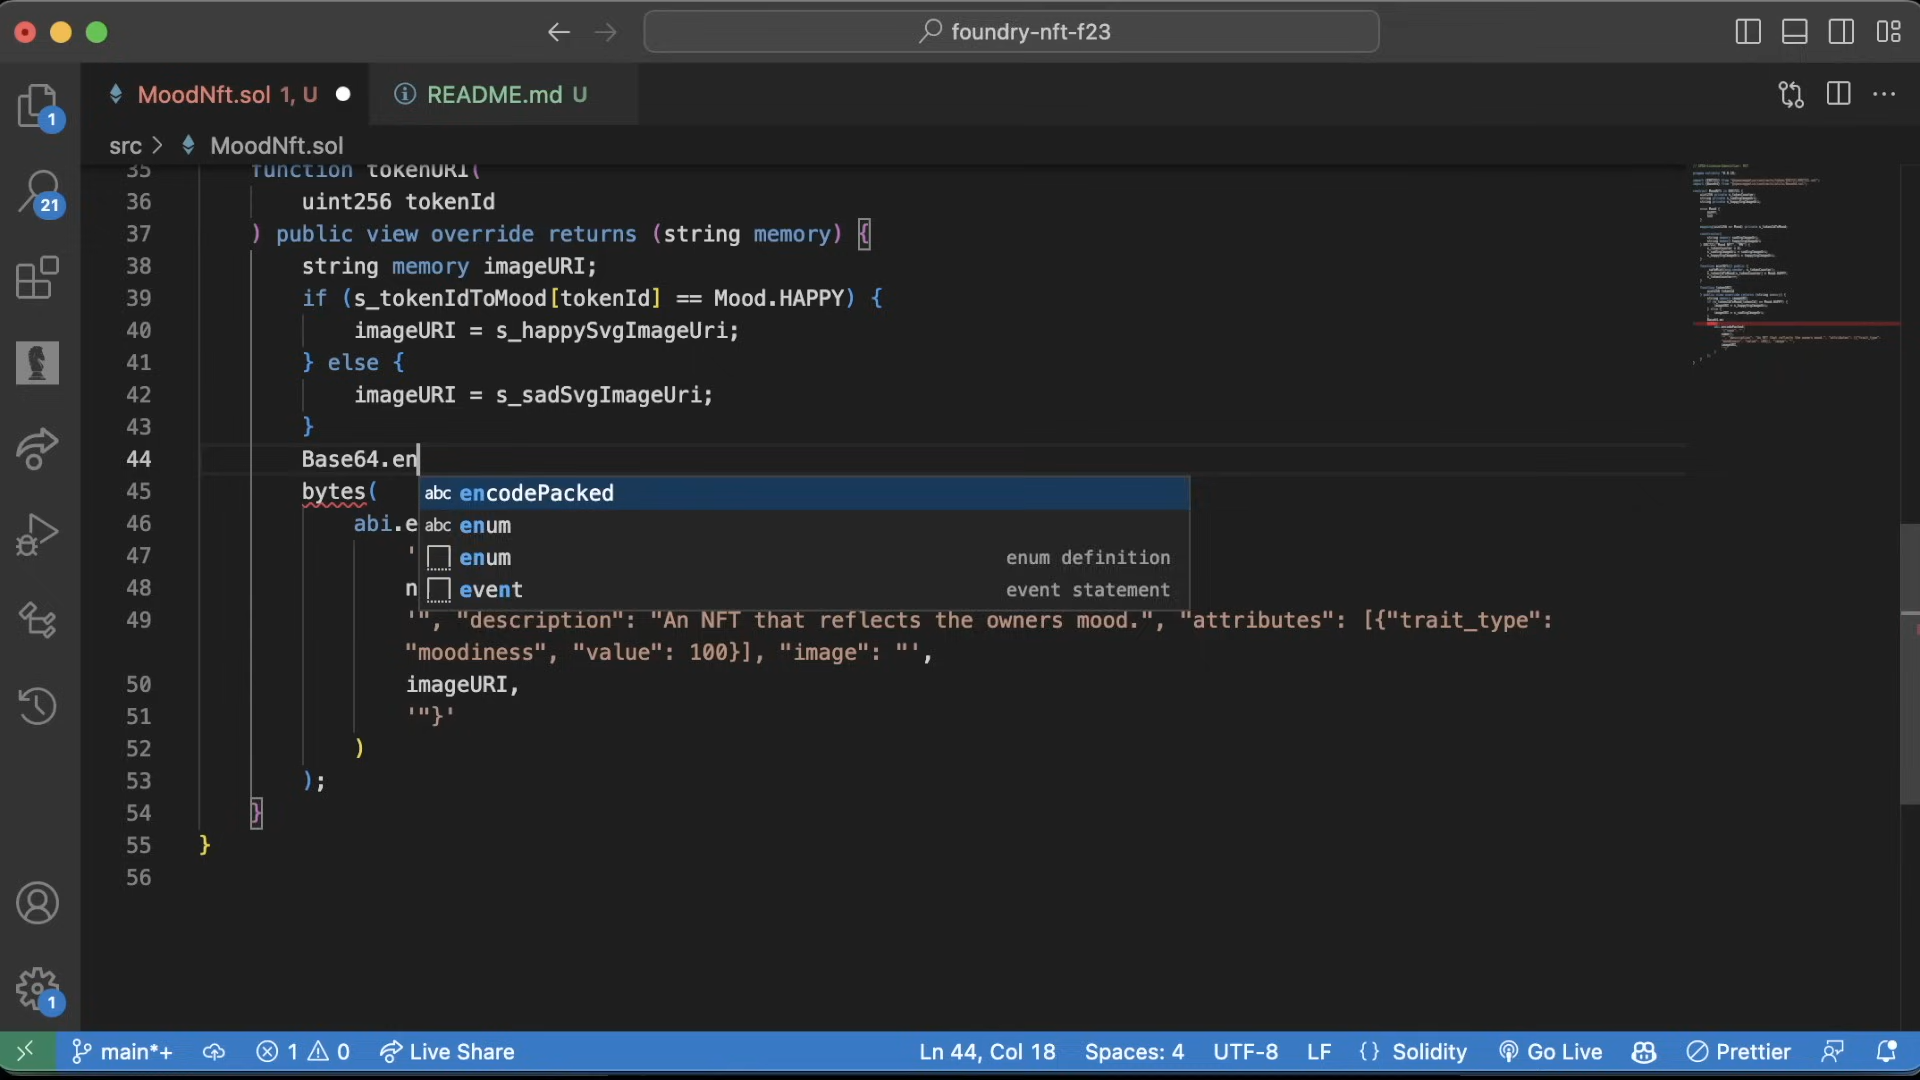 foundry-nft-f23
MoodNft.sol 1, U
README.md U
1
src > MoodNft.sol
21
35 function tokenURI(
36 uint256 tokenId
37 ) public view override returns (string memory) {
38 string memory imageURI;
39 if (s_tokenIdToMood[tokenId] == Mood.HAPPY) {
40 imageURI = s_happySvgImageUri;
41 } else {
42 imageURI = s_sadSvgImageUri;
43 }
44 Base64.en
45 bytes(
abc encodePacked
46 abi.e
abc enum
47 '
enum enum definition
48 n
event event statement
49 '", "description": "An NFT that reflects the owners mood.", "attributes": [{"trait_type":
"moodiness", "value": 100}], "image": "',
50 imageURI,
51 '"}'
52 )
53 );
54 }
55 }
56
1
main*+ 1 0 Live Share Ln 44, Col 18 Spaces: 4 UTF-8 LF {} Solidity Go Live Prettier